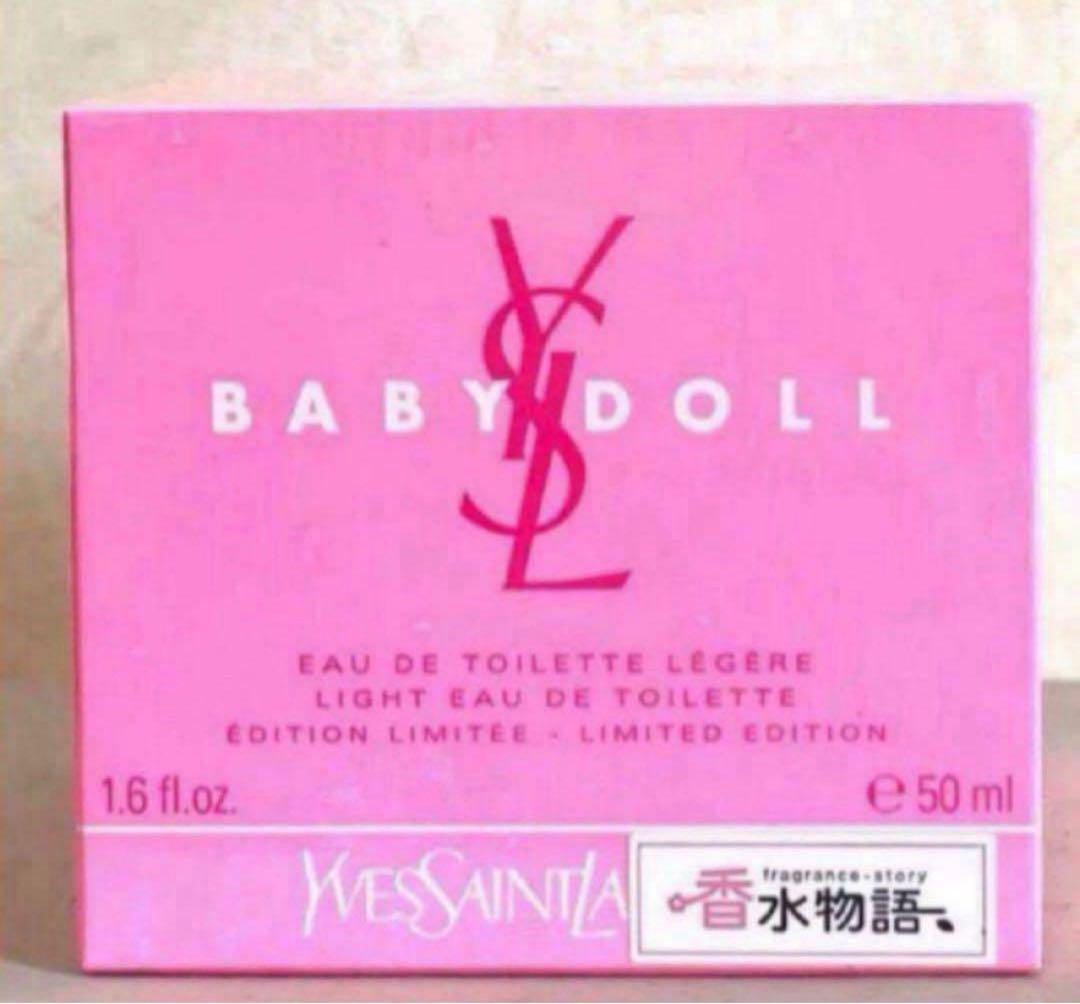 YSL
BABY DOLL
EAU DE TOILETTE LÉGÈRE
LIGHT EAU DE TOILETTE
ÉDITION LIMITÉE - LIMITED EDITION
1.6 fl.oz. ℮ 50 ml
YVESSAINTLA
fragrance-story
香水物語